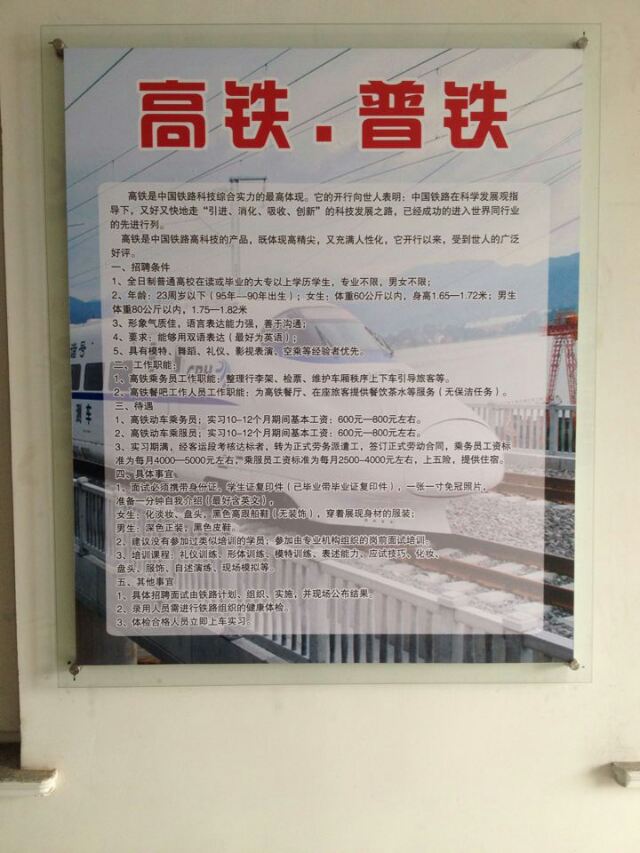 高铁·普铁
高铁是中国铁路科技综合实力的最高体现。它的开行向世人表明：中国铁路在科学发展观指
导下，又好又快地走“引进、消化、吸收、创新”的科技发展之路，已经成功的进入世界同行业
的先进行列。
高铁是中国铁路高科技的产品，既体现高精尖，又充满人性化，它开行以来，受到世人的广泛
好评。
一、招聘条件
1、全日制普通高校在读或毕业的大专以上学历学生，专业不限，男女不限；
2、年龄：23周岁以下（95年—90年出生）；女生：体重60公斤以内，身高1.65—1.72米；男生
体重80公斤以内，1.75—1.82米
3、形象气质佳，语言表达能力强，善于沟通；
4、要求：能够用双语表达（最好为英语）；
5、具有模特、舞蹈、礼仪、影视表演、空乘等经验者优先。
二、工作职能：
1、高铁乘务员工作职能：整理行李架、检票、维护车厢秩序上下车引导旅客等。
2、高铁餐吧工作人员工作职能：为高铁餐厅、在座旅客提供餐饮茶水等服务（无保洁任务）。
三、待遇
1、高铁动车乘务员；实习10-12个月期间基本工资：600元—800元左右。
2、高铁动车乘服员；实习10-12个月期间基本工资：600元—800元左右。
3、实习期满，经客运段考核达标者，转为正式劳务派遣工，签订正式劳动合同，乘务员工资标
准为每月4000—5000元左右，乘服员工资标准为每月2500-4000元左右，上五险，提供住宿。
四、具体事宜
1、面试必须携带身份证、学生证复印件（已毕业带毕业证复印件），一张一寸免冠照片，
准备一分钟自我介绍（最好含英文），
女生：化淡妆、盘头，黑色高跟船鞋（无装饰），穿着展现身材的服装；
男生：深色正装；黑色皮鞋。
2、建议没有参加过类似培训的学员；参加由专业机构组织的岗前面试培训。
3、培训课程：礼仪训练、形体训练、模特训练、表述能力、应试技巧、化妆、
盘头、服饰、自述演练、现场模拟等。
五、其他事宜
1、具体招聘面试由铁路计划、组织、实施，并现场公布结果。
2、录用人员需进行铁路组织的健康体检。
3、体检合格人员立即上车实习。
CRH
测车